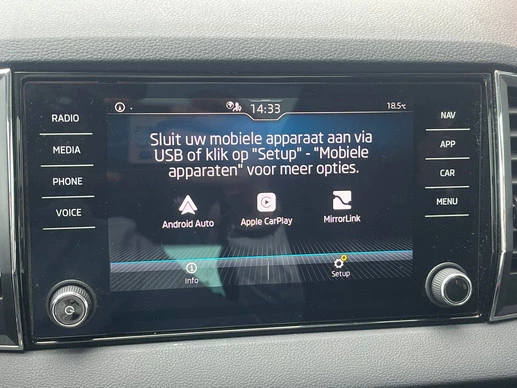 14:33
18.5°C
RADIO
MEDIA
PHONE
VOICE
NAV
APP
CAR
MENU
Sluit uw mobiele apparaat aan via
USB of klik op "Setup" - "Mobiele
apparaten" voor meer opties.
Android Auto
Apple CarPlay
MirrorLink
Info
Setup